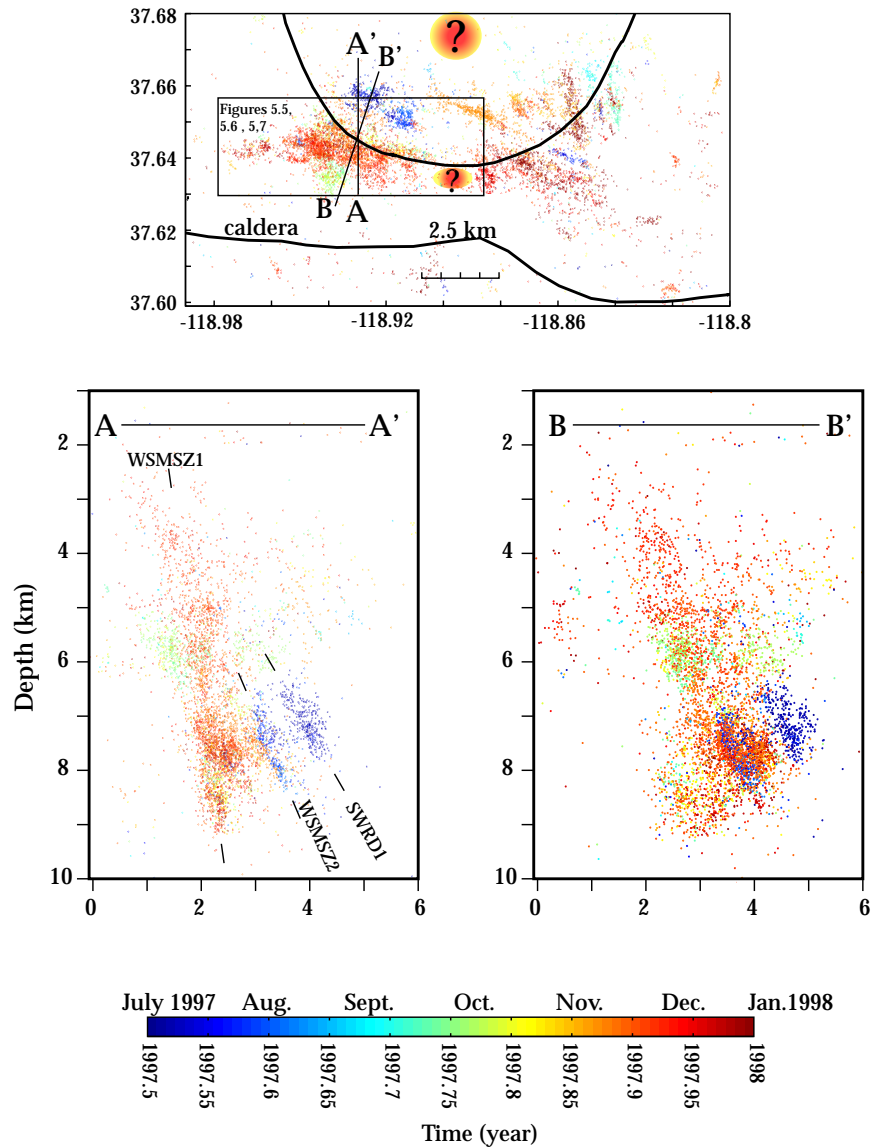 37.68
37.66
37.64
37.62
37.60
?
A'
B'
Figures 5.5,
5.6 , 5,7
?
B
A
caldera
2.5 km
-118.98
-118.92
-118.86
-118.8
A
A'
WSMSZ1
WSMSZ2
SWRD1
B
B'
Depth (km)
2
4
6
8
10
0
2
4
6
2
4
6
8
10
0
2
4
6
July 1997
Aug.
Sept.
Oct.
Nov.
Dec.
Jan.1998
1997.5
1997.55
1997.6
1997.65
1997.7
1997.75
1997.8
1997.85
1997.9
1997.95
1998
Time (year)